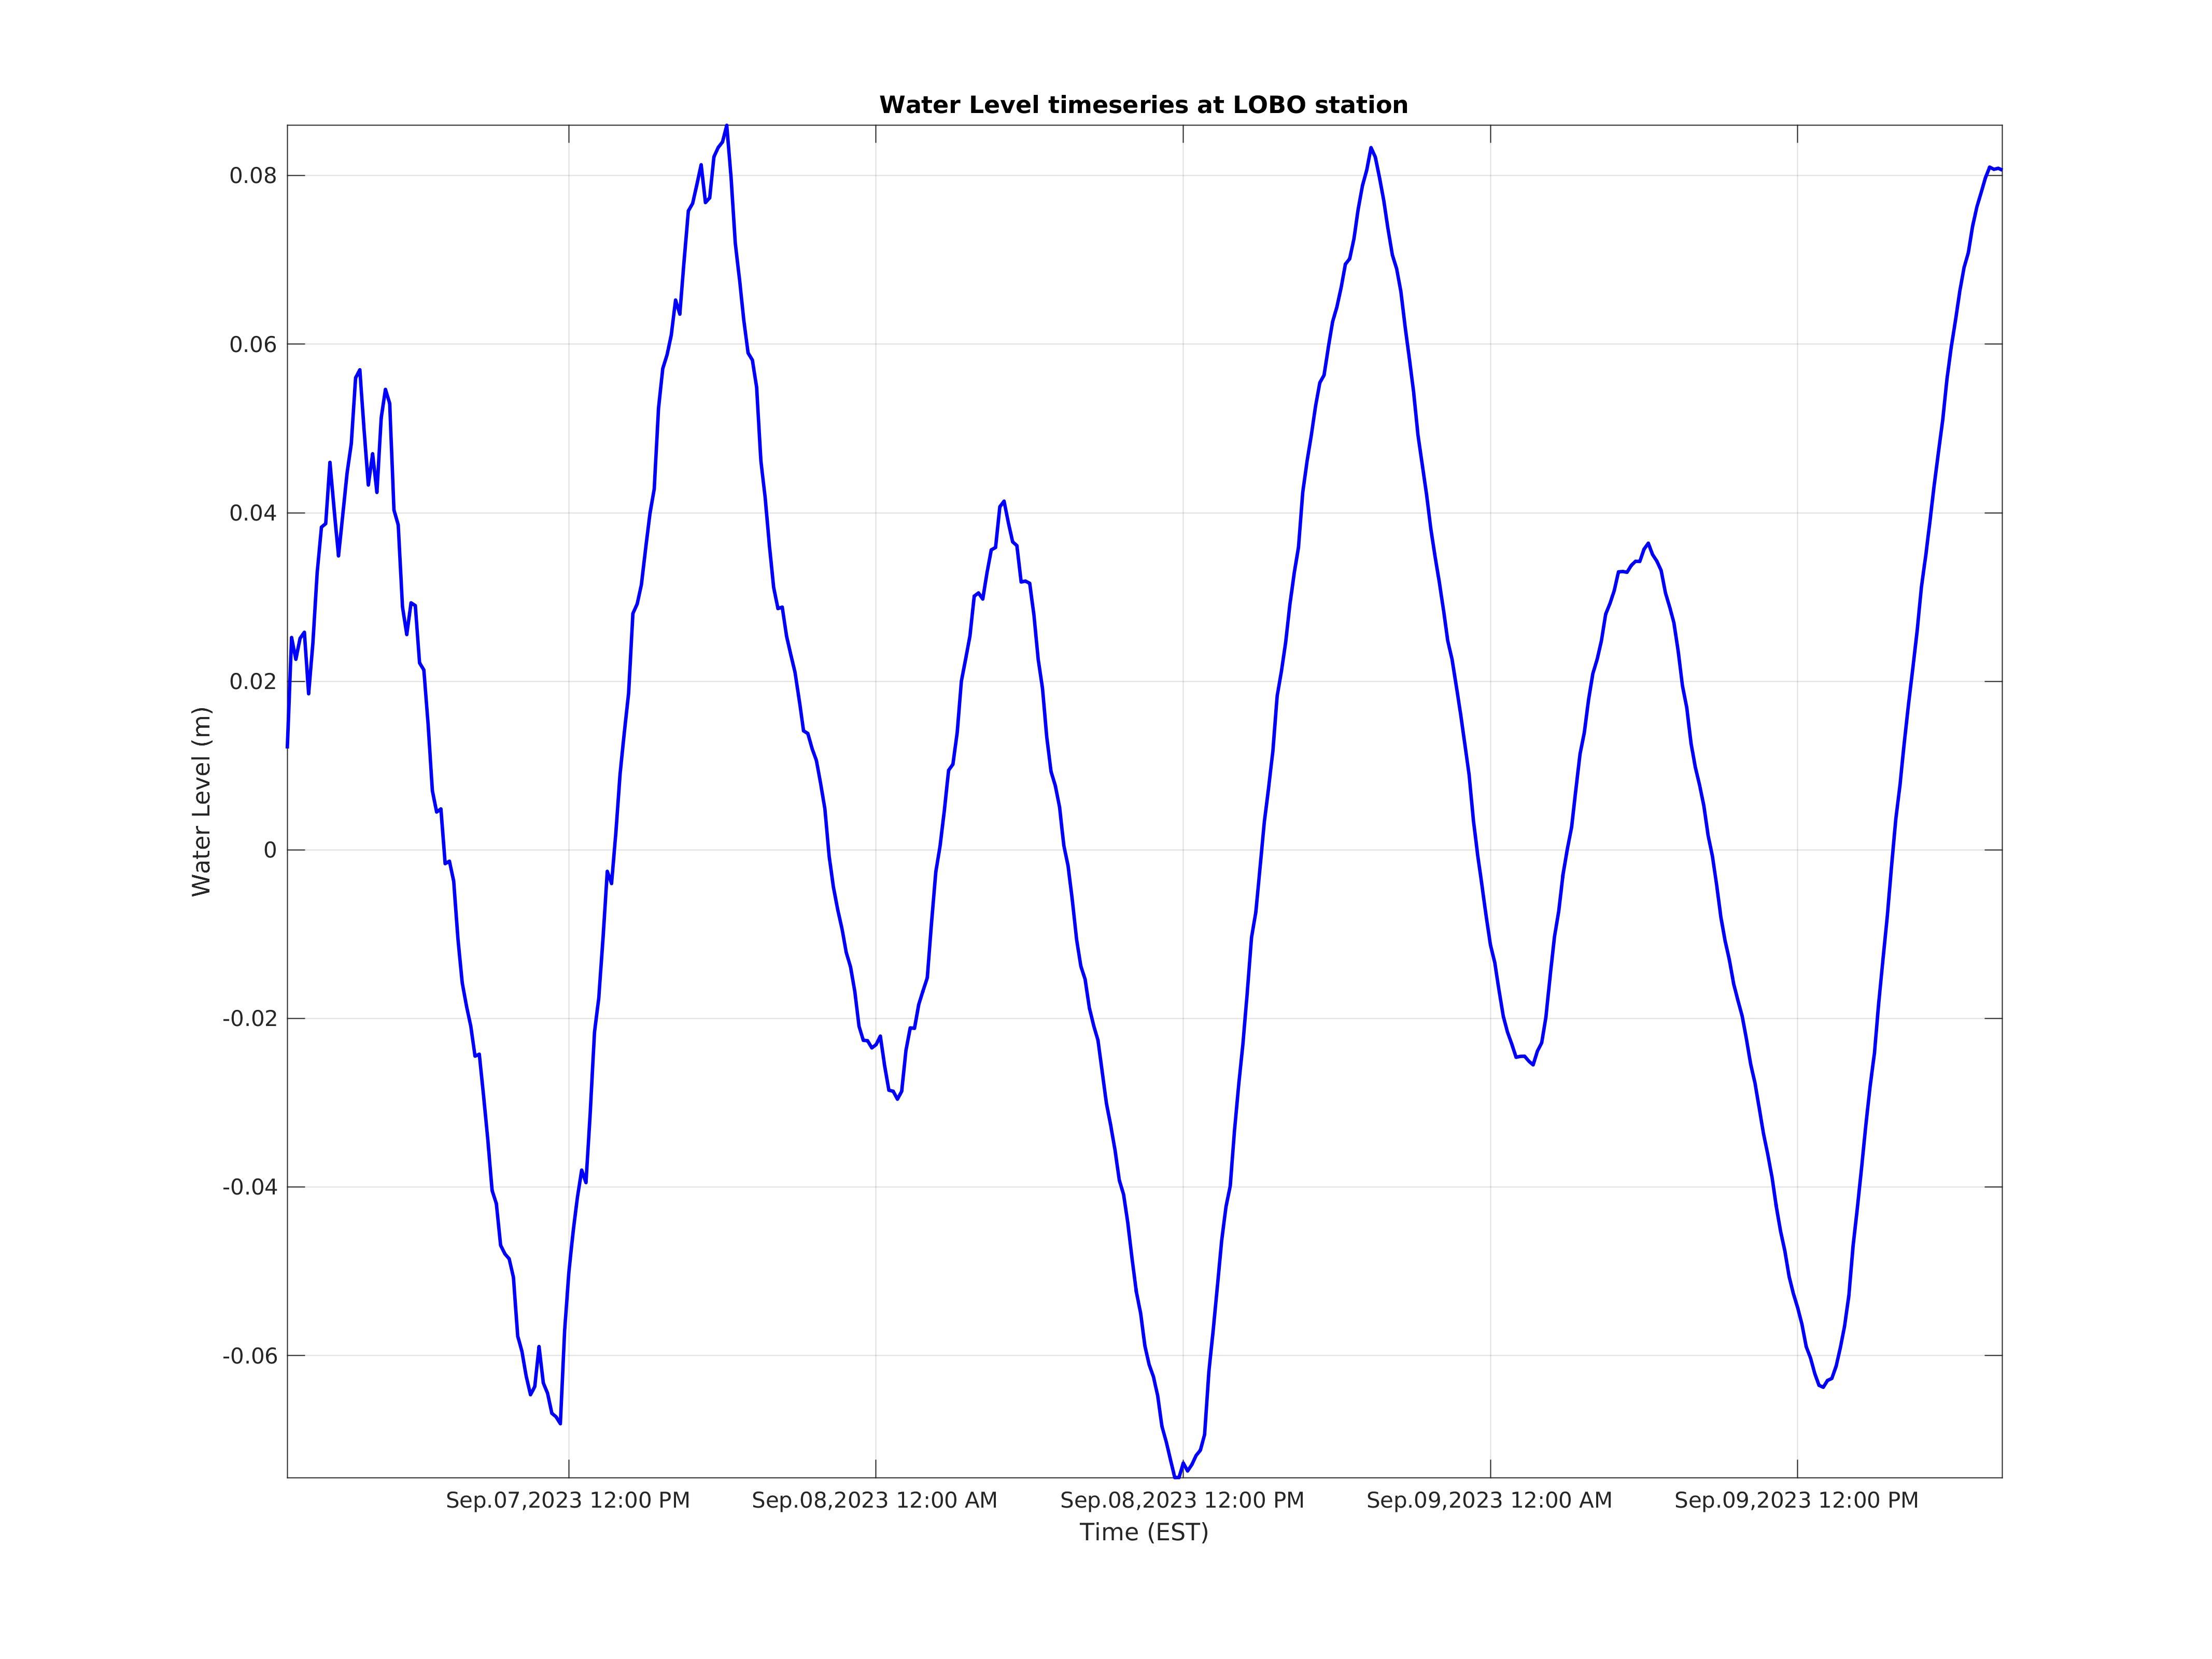 Water Level timeseries at LOBO station
0.08
0.06
0.04
0.02
0
-0.02
-0.04
-0.06
Water Level (m)
Sep.07,2023 12:00 PM
Sep.08,2023 12:00 AM
Sep.08,2023 12:00 PM
Sep.09,2023 12:00 AM
Sep.09,2023 12:00 PM
Time (EST)